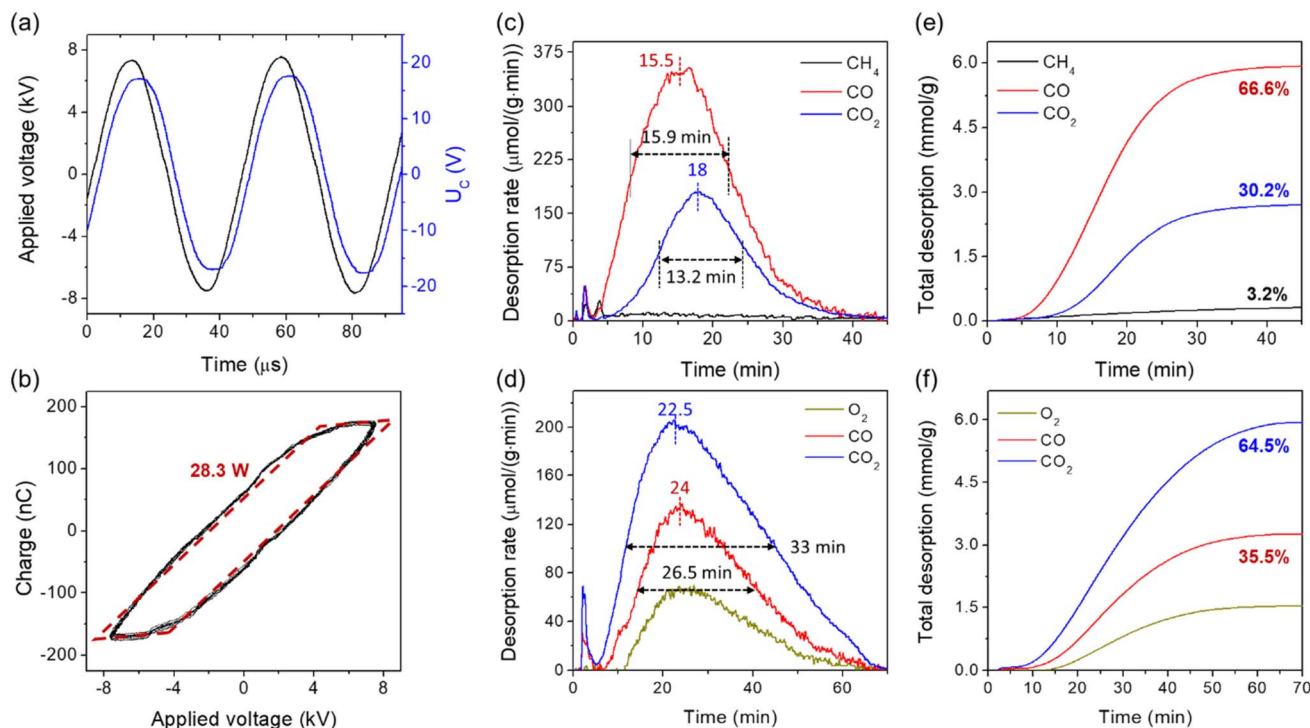 (a)
Applied voltage (kV)
8
4
0
-4
-8
20
10
0
-10
-20
U_C (V)
0 20 40 60 80
Time (μs)
(b)
Charge (nC)
200
100
0
-100
-200
28.3 W
-8 -4 0 4 8
Applied voltage (kV)
(c)
Desorption rate (μmol/(g·min))
375
300
225
150
75
0
15.5
CH₄
CO
CO₂
15.9 min
18
13.2 min
0 10 20 30 40
Time (min)
(d)
Desorption rate (μmol/(g·min))
200
160
120
80
40
0
22.5
O₂
CO
CO₂
24
33 min
26.5 min
0 20 40 60
Time (min)
(e)
Total desorption (mmol/g)
6.0
4.5
3.0
1.5
0.0
CH₄
CO
CO₂
66.6%
30.2%
3.2%
0 10 20 30 40
Time (min)
(f)
Total desorption (mmol/g)
6.0
4.5
3.0
1.5
0.0
O₂
CO
CO₂
64.5%
35.5%
0 10 20 30 40 50 60 70
Time (min)